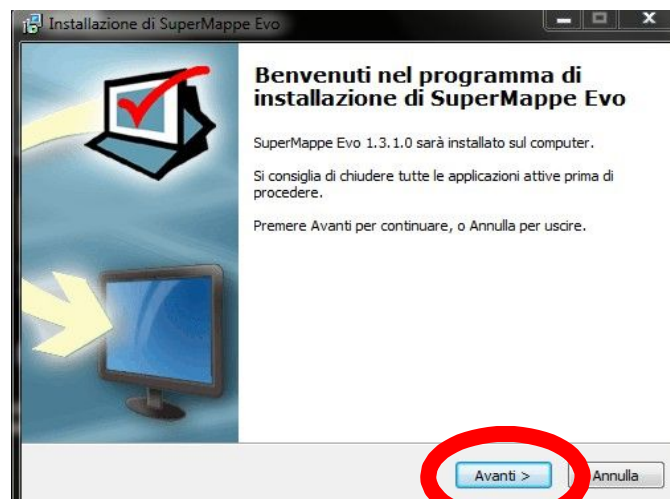 Installazione di SuperMappe Evo
Benvenuti nel programma di
installazione di SuperMappe Evo
SuperMappe Evo 1.3.1.0 sarà installato sul computer.
Si consiglia di chiudere tutte le applicazioni attive prima di
procedere.
Premere Avanti per continuare, o Annulla per uscire.
Avanti >
Annulla